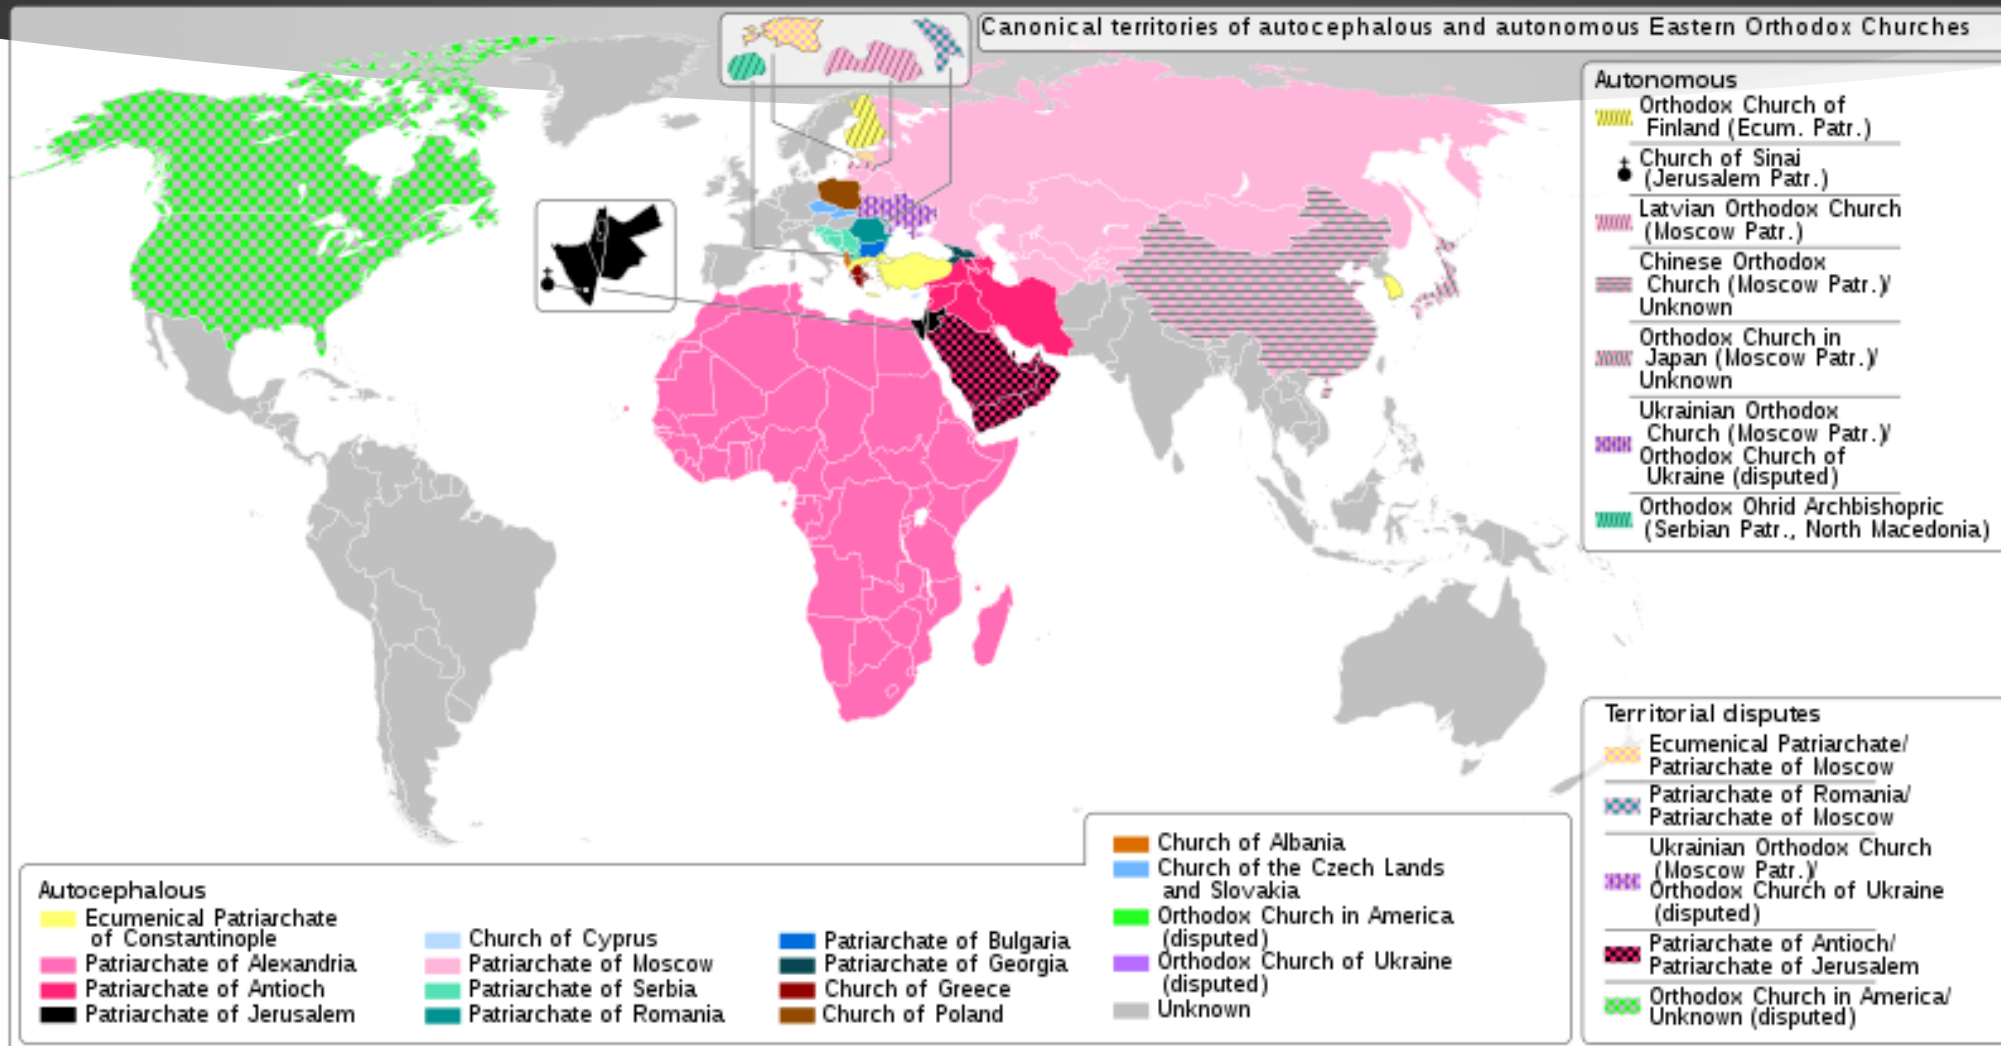 Canonical territories of autocephalous and autonomous Eastern Orthodox Churches
Autonomous
Orthodox Church of
Finland (Ecum. Patr.)
Church of Sinai
(Jerusalem Patr.)
Latvian Orthodox Church
(Moscow Patr.)
Chinese Orthodox
Church (Moscow Patr.)/
Unknown
Orthodox Church in
Japan (Moscow Patr.)/
Unknown
Ukrainian Orthodox
Church (Moscow Patr.)/
Orthodox Church of
Ukraine (disputed)
Orthodox Ohrid Archbishopric
(Serbian Patr., North Macedonia)
Territorial disputes
Ecumenical Patriarchate/
Patriarchate of Moscow
Patriarchate of Romania/
Patriarchate of Moscow
Ukrainian Orthodox Church
(Moscow Patr.)/
Orthodox Church of Ukraine
(disputed)
Patriarchate of Antioch/
Patriarchate of Jerusalem
Orthodox Church in America/
Unknown (disputed)
Autocephalous
Ecumenical Patriarchate
of Constantinople
Patriarchate of Alexandria
Patriarchate of Antioch
Patriarchate of Jerusalem
Church of Cyprus
Patriarchate of Moscow
Patriarchate of Serbia
Patriarchate of Romania
Patriarchate of Bulgaria
Patriarchate of Georgia
Church of Greece
Church of Poland
Church of Albania
Church of the Czech Lands
and Slovakia
Orthodox Church in America
(disputed)
Orthodox Church of Ukraine
(disputed)
Unknown